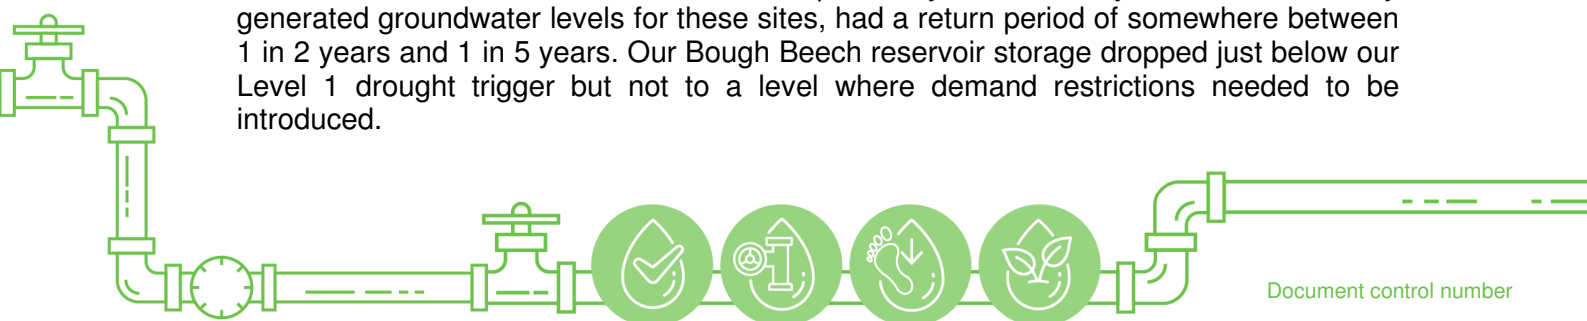 generated groundwater levels for these sites, had a return period of somewhere between
1 in 2 years and 1 in 5 years. Our Bough Beech reservoir storage dropped just below our
Level 1 drought trigger but not to a level where demand restrictions needed to be
introduced.
Document control number